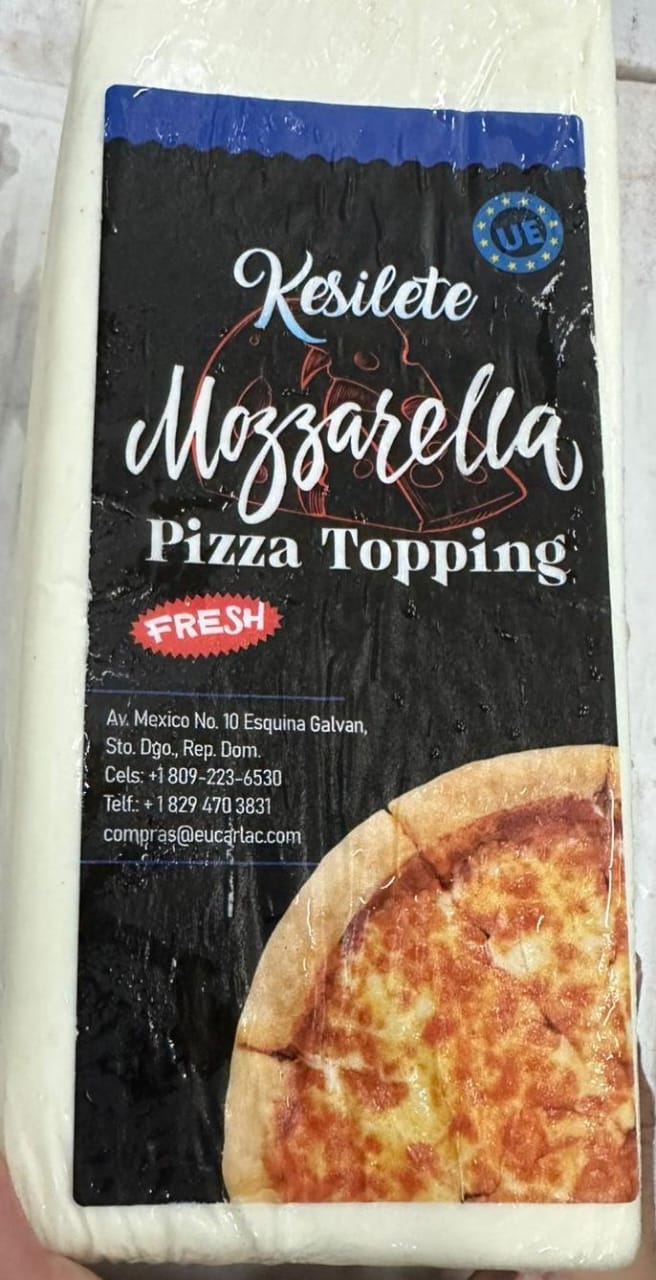 UE
Kesilete
Mozzarella
Pizza Topping
FRESH
Av. Mexico No. 10 Esquina Galvan,
Sto. Dgo., Rep. Dom.
Cels: +1 809-223-6530
Telf.: +1 829 470 3831
compras@eucarlac.com